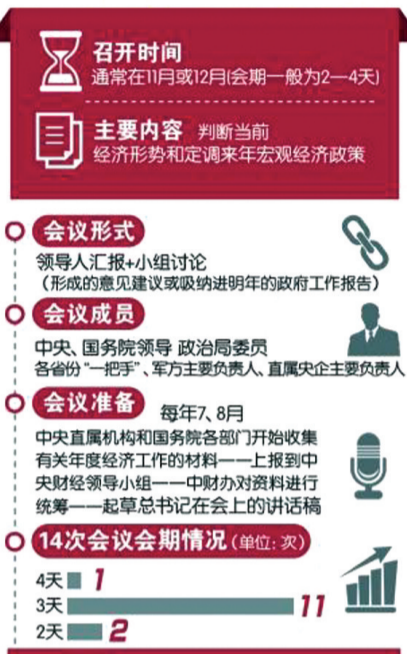 召开时间
通常在11月或12月(会期一般为2—4天)
主要内容 判断当前
经济形势和定调来年宏观经济政策
会议形式
领导人汇报+小组讨论
（形成的意见建议或吸纳进明年的政府工作报告）
会议成员
中央、国务院领导 政治局委员
各省份“一把手”、军方主要负责人、直属央企主要负责人
会议准备 每年7、8月
中央直属机构和国务院各部门开始收集
有关年度经济工作的材料——上报到中
央财经领导小组——中财办对资料进行
统筹——起草总书记在会上的讲话稿
14次会议会期情况（单位：次）
4天 1
3天 11
2天 2